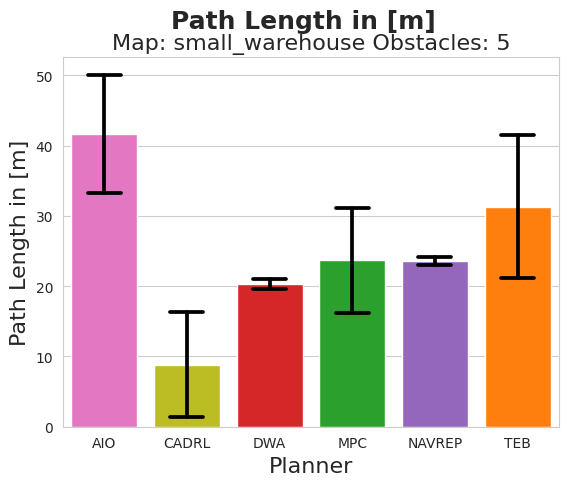 Path Length in [m]
Map: small_warehouse Obstacles: 5
Path Length in [m]
50
40
30
20
10
0
AIO CADRL DWA MPC NAVREP TEB
Planner